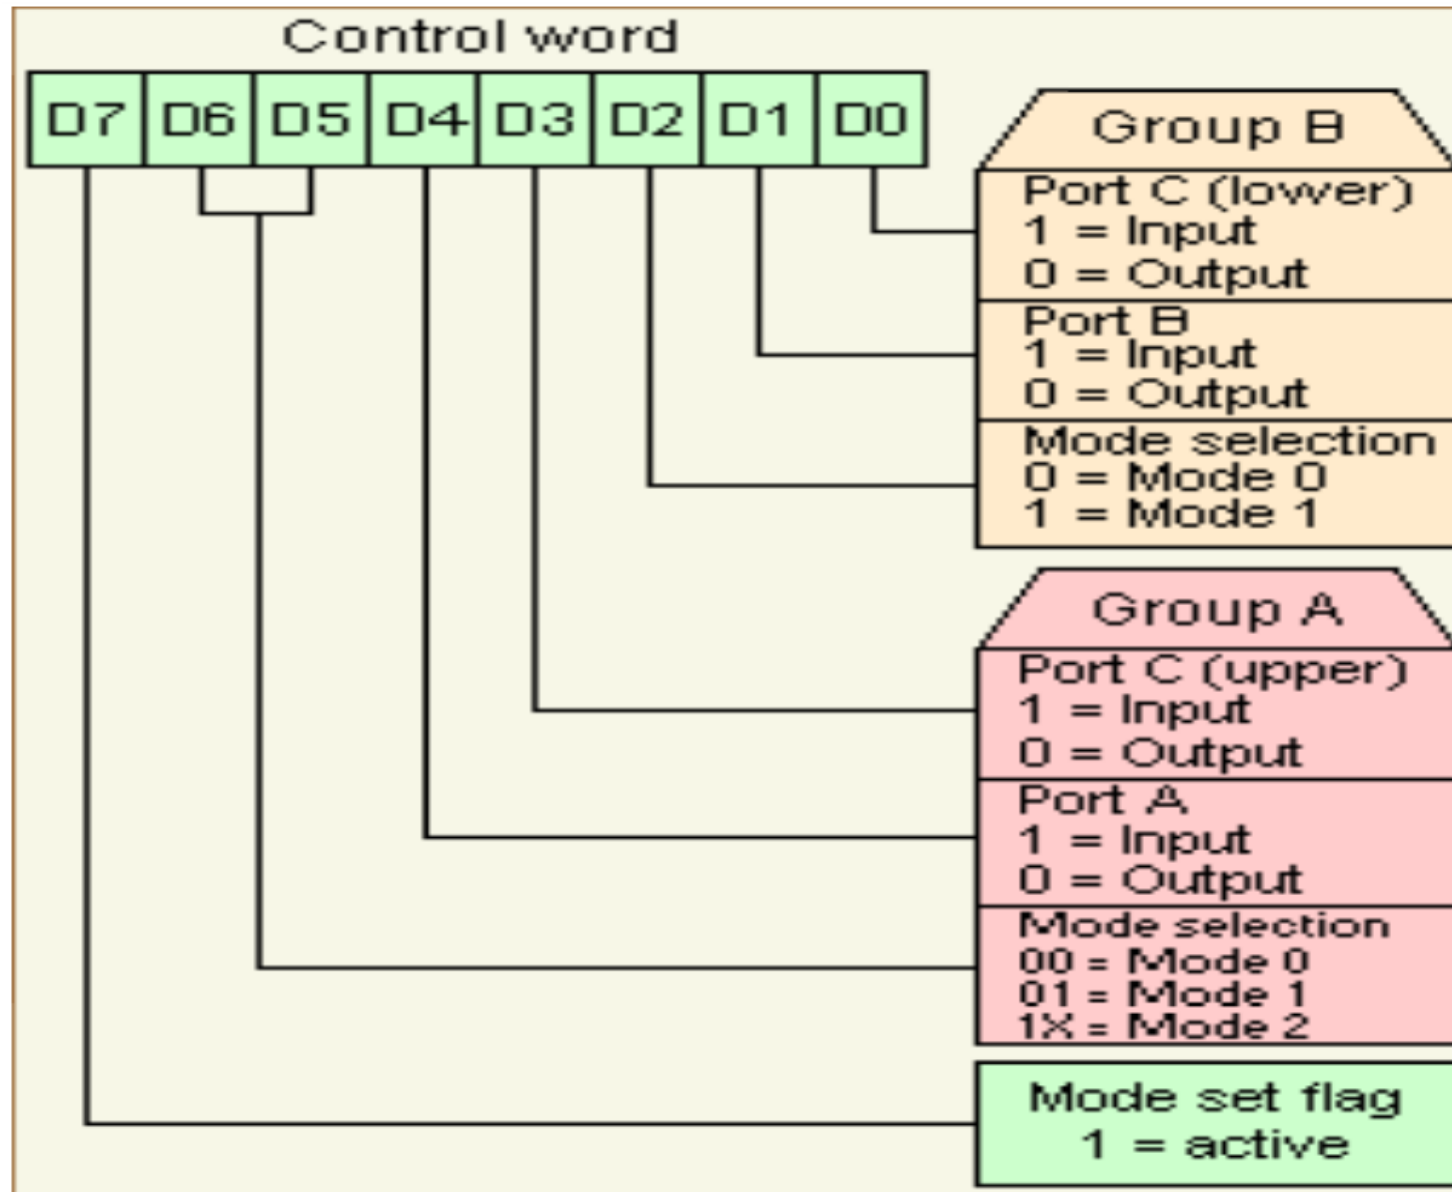 Control word
D7 D6 D5 D4 D3 D2 D1 D0
Group B
Port C (lower)
1 = Input
0 = Output
Port B
1 = Input
0 = Output
Mode selection
0 = Mode 0
1 = Mode 1
Group A
Port C (upper)
1 = Input
0 = Output
Port A
1 = Input
0 = Output
Mode selection
00 = Mode 0
01 = Mode 1
1X = Mode 2
Mode set flag
1 = active